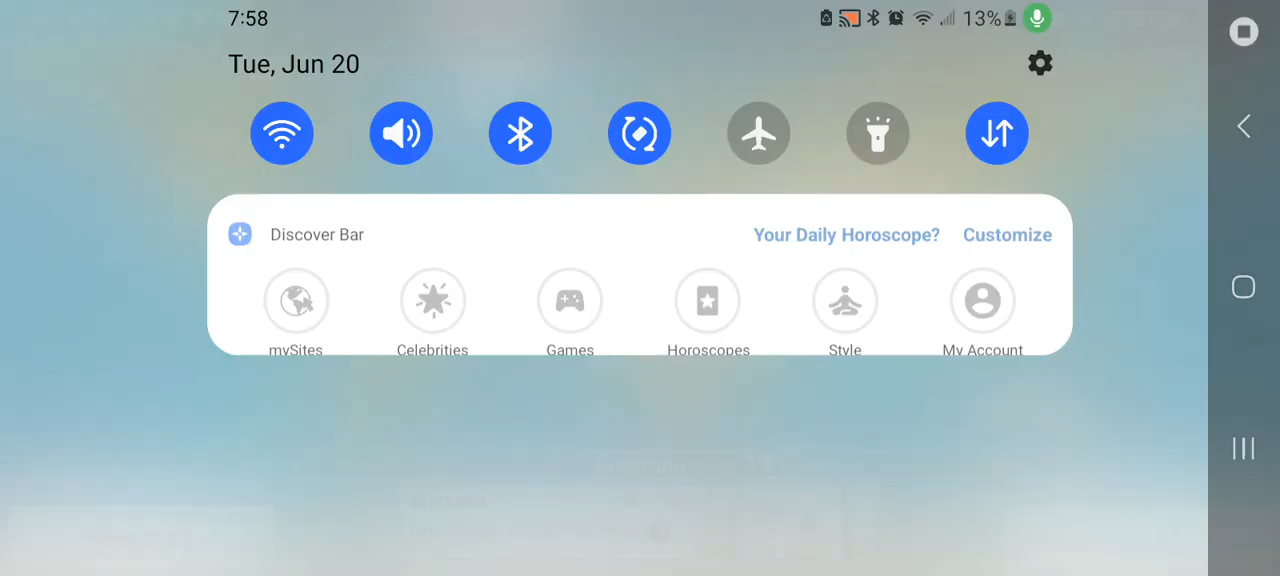 7:58
13%
Tue, Jun 20
Discover Bar
Your Daily Horoscope?
Customize
mySites
Celebrities
Games
Horoscopes
Style
My Account